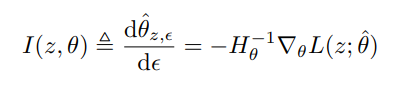 I(z, θ) ≜ dθ̂_{z,ϵ} / dϵ = −H_θ^{−1} ∇_θ L(z; θ̂)